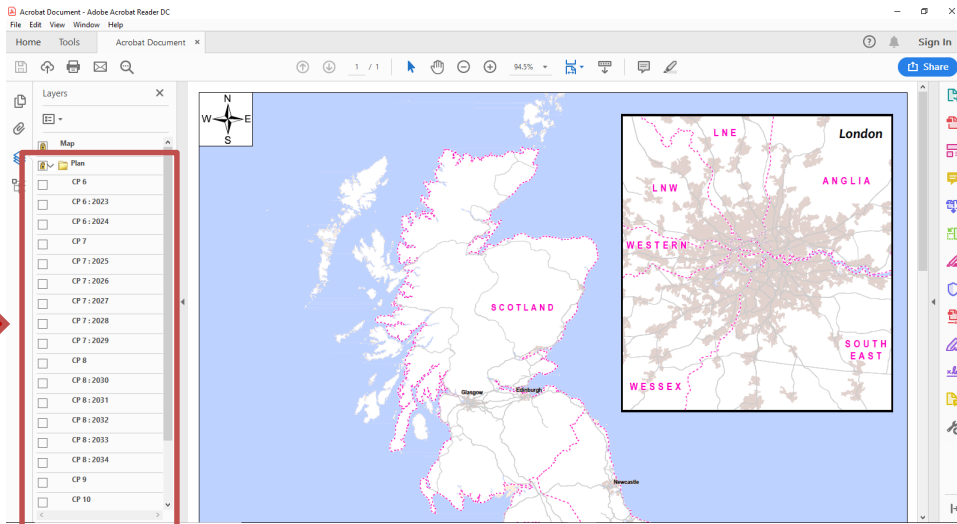 Acrobat Document - Adobe Acrobat Reader DC
File Edit View Window Help
Home Tools Acrobat Document ×
Sign In
1 / 1
94.5%
Share
Layers
Map
Plan
CP 6
CP 6 : 2023
CP 6 : 2024
CP 7
CP 7 : 2025
CP 7 : 2026
CP 7 : 2027
CP 7 : 2028
CP 7 : 2029
CP 8
CP 8 : 2030
CP 8 : 2031
CP 8 : 2032
CP 8 : 2033
CP 8 : 2034
CP 9
CP 10
N
W E
S
SCOTLAND
Glasgow
Edinburgh
Newcastle
London
LNE
LNW
ANGLIA
WESTERN
SOUTH
EAST
WESSEX